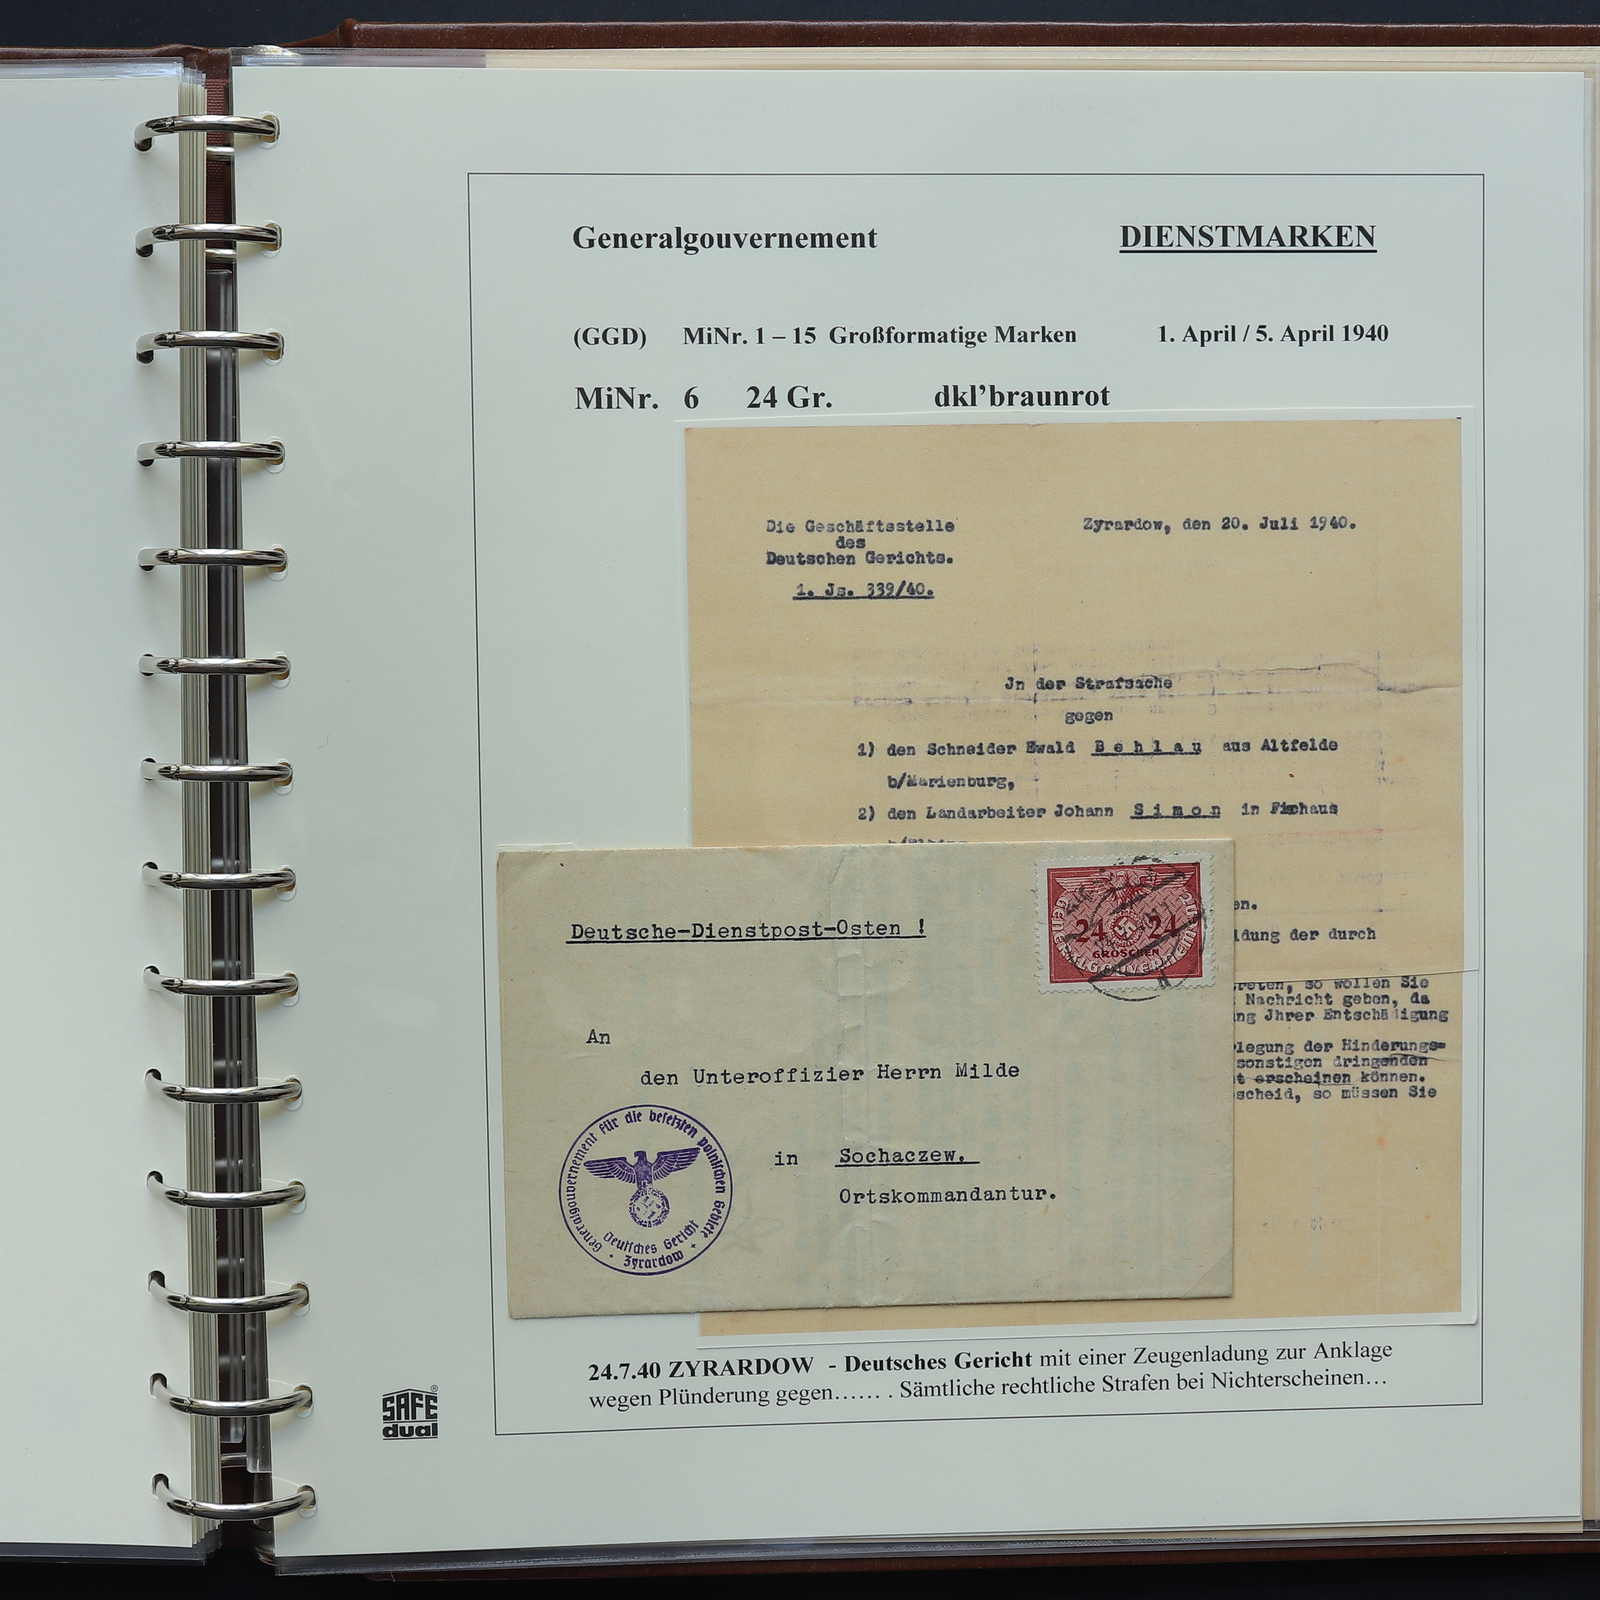 Generalgouvernement DIENSTMARKEN
(GGD) MiNr. 1 – 15 Großformatige Marken 1. April / 5. April 1940
MiNr. 6 24 Gr. dkl’braunrot
Die Geschäftsstelle Zyrardow, den 20. Juli 1940.
des
Deutschen Gerichts.
1. Js. 339/40.
Jn der Strafsache
gegen
1) den Schneider Ewald Behlau aus Altfelde
b/Marienburg,
2) den Landarbeiter Johann Simon in
en.
dung der durch
treten, so wollen Sie
Nachricht geben, da
ng Jhrer Entschädigung
legung der Hinderungs=
sonstigen dringenden
t erscheinen können.
scheid, so müssen Sie
24 24
GROSCHEN
Generalgouvernement
Deutsche-Dienstpost-Osten !
An
den Unteroffizier Herrn Milde
in Sochaczew.
Ortskommandantur.
Generalgouvernement für die besetzten polnischen Gebiete
Deutsches Gericht
Zyrardow
24.7.40 ZYRARDOW - Deutsches Gericht mit einer Zeugenladung zur Anklage
wegen Plünderung gegen…… . Sämtliche rechtliche Strafen bei Nichterscheinen…
SAFE®
dual